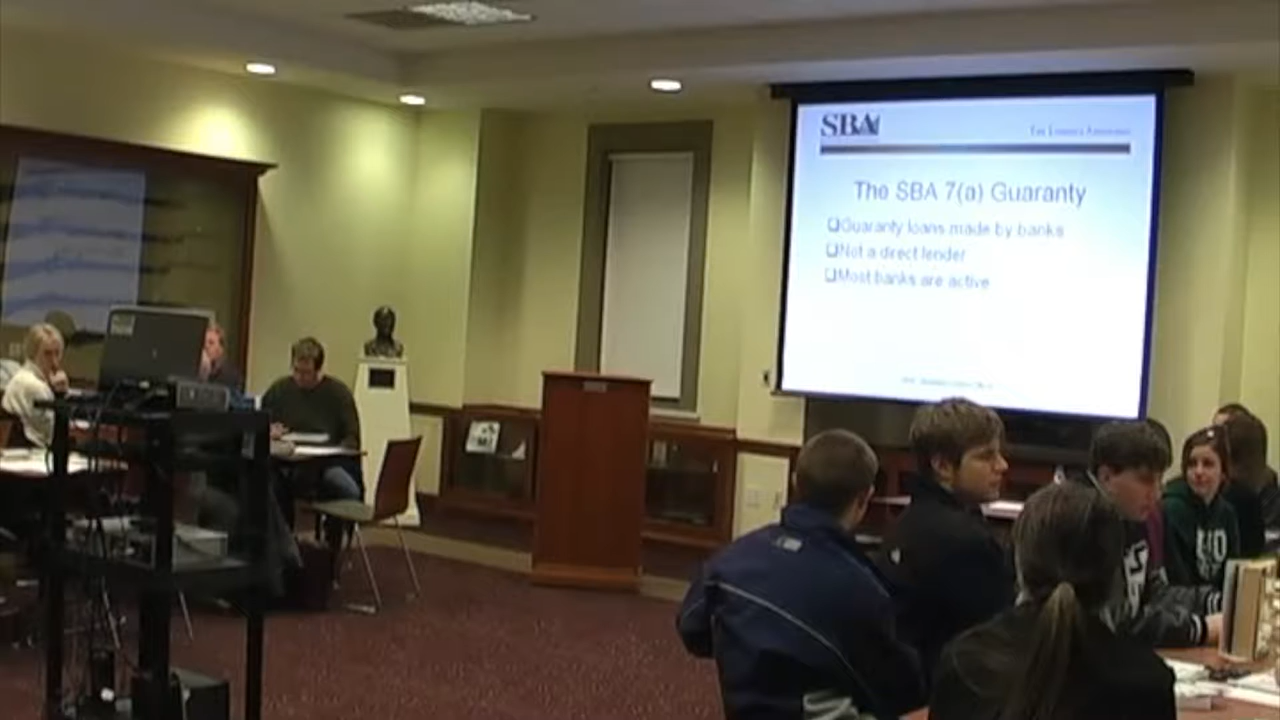 SBA
The SBA 7(a) Guaranty
❑Guaranty loans made by banks
❑Not a direct lender
❑Most banks are active